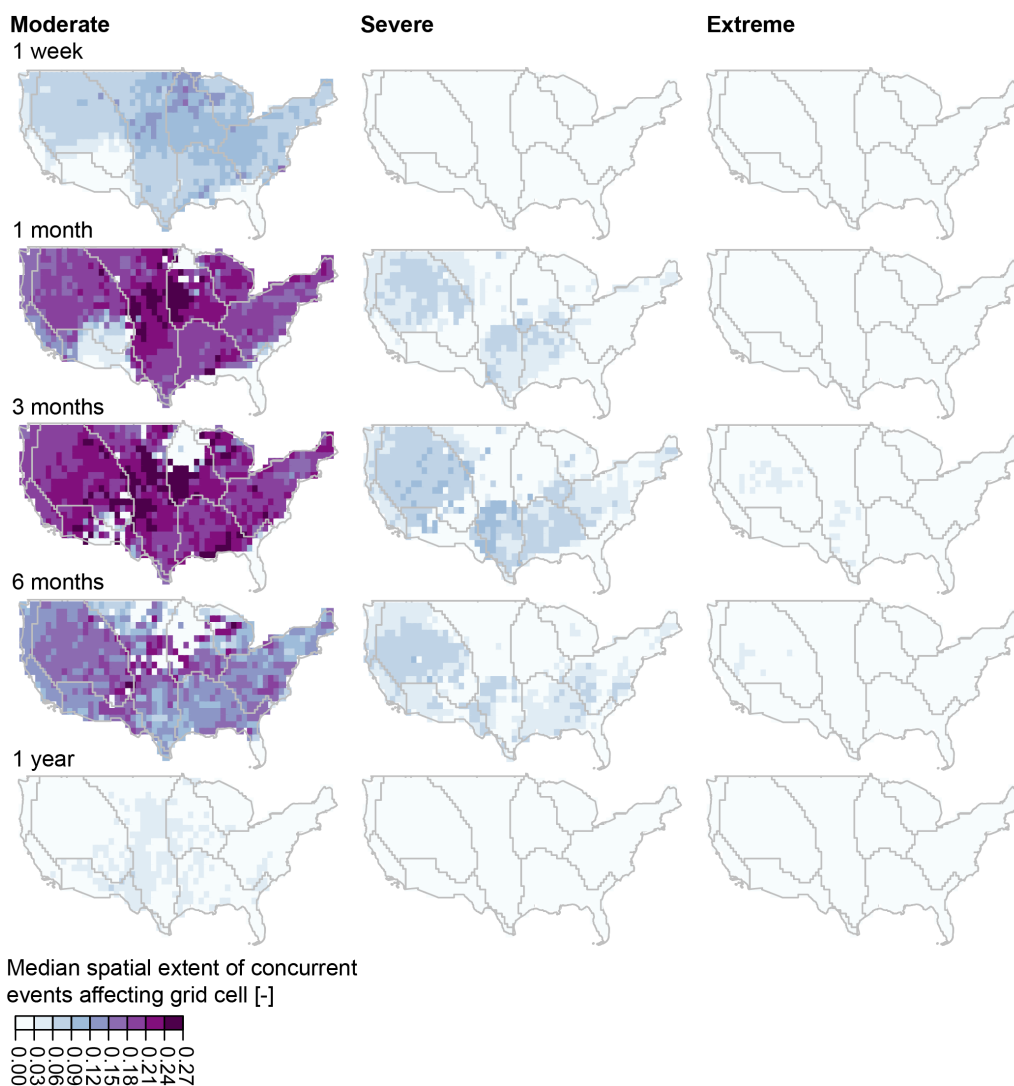 Moderate Severe Extreme
1 week
1 month
3 months
6 months
1 year
Median spatial extent of concurrent
events affecting grid cell [-]
0.00
0.03
0.06
0.09
0.12
0.15
0.18
0.21
0.24
0.27